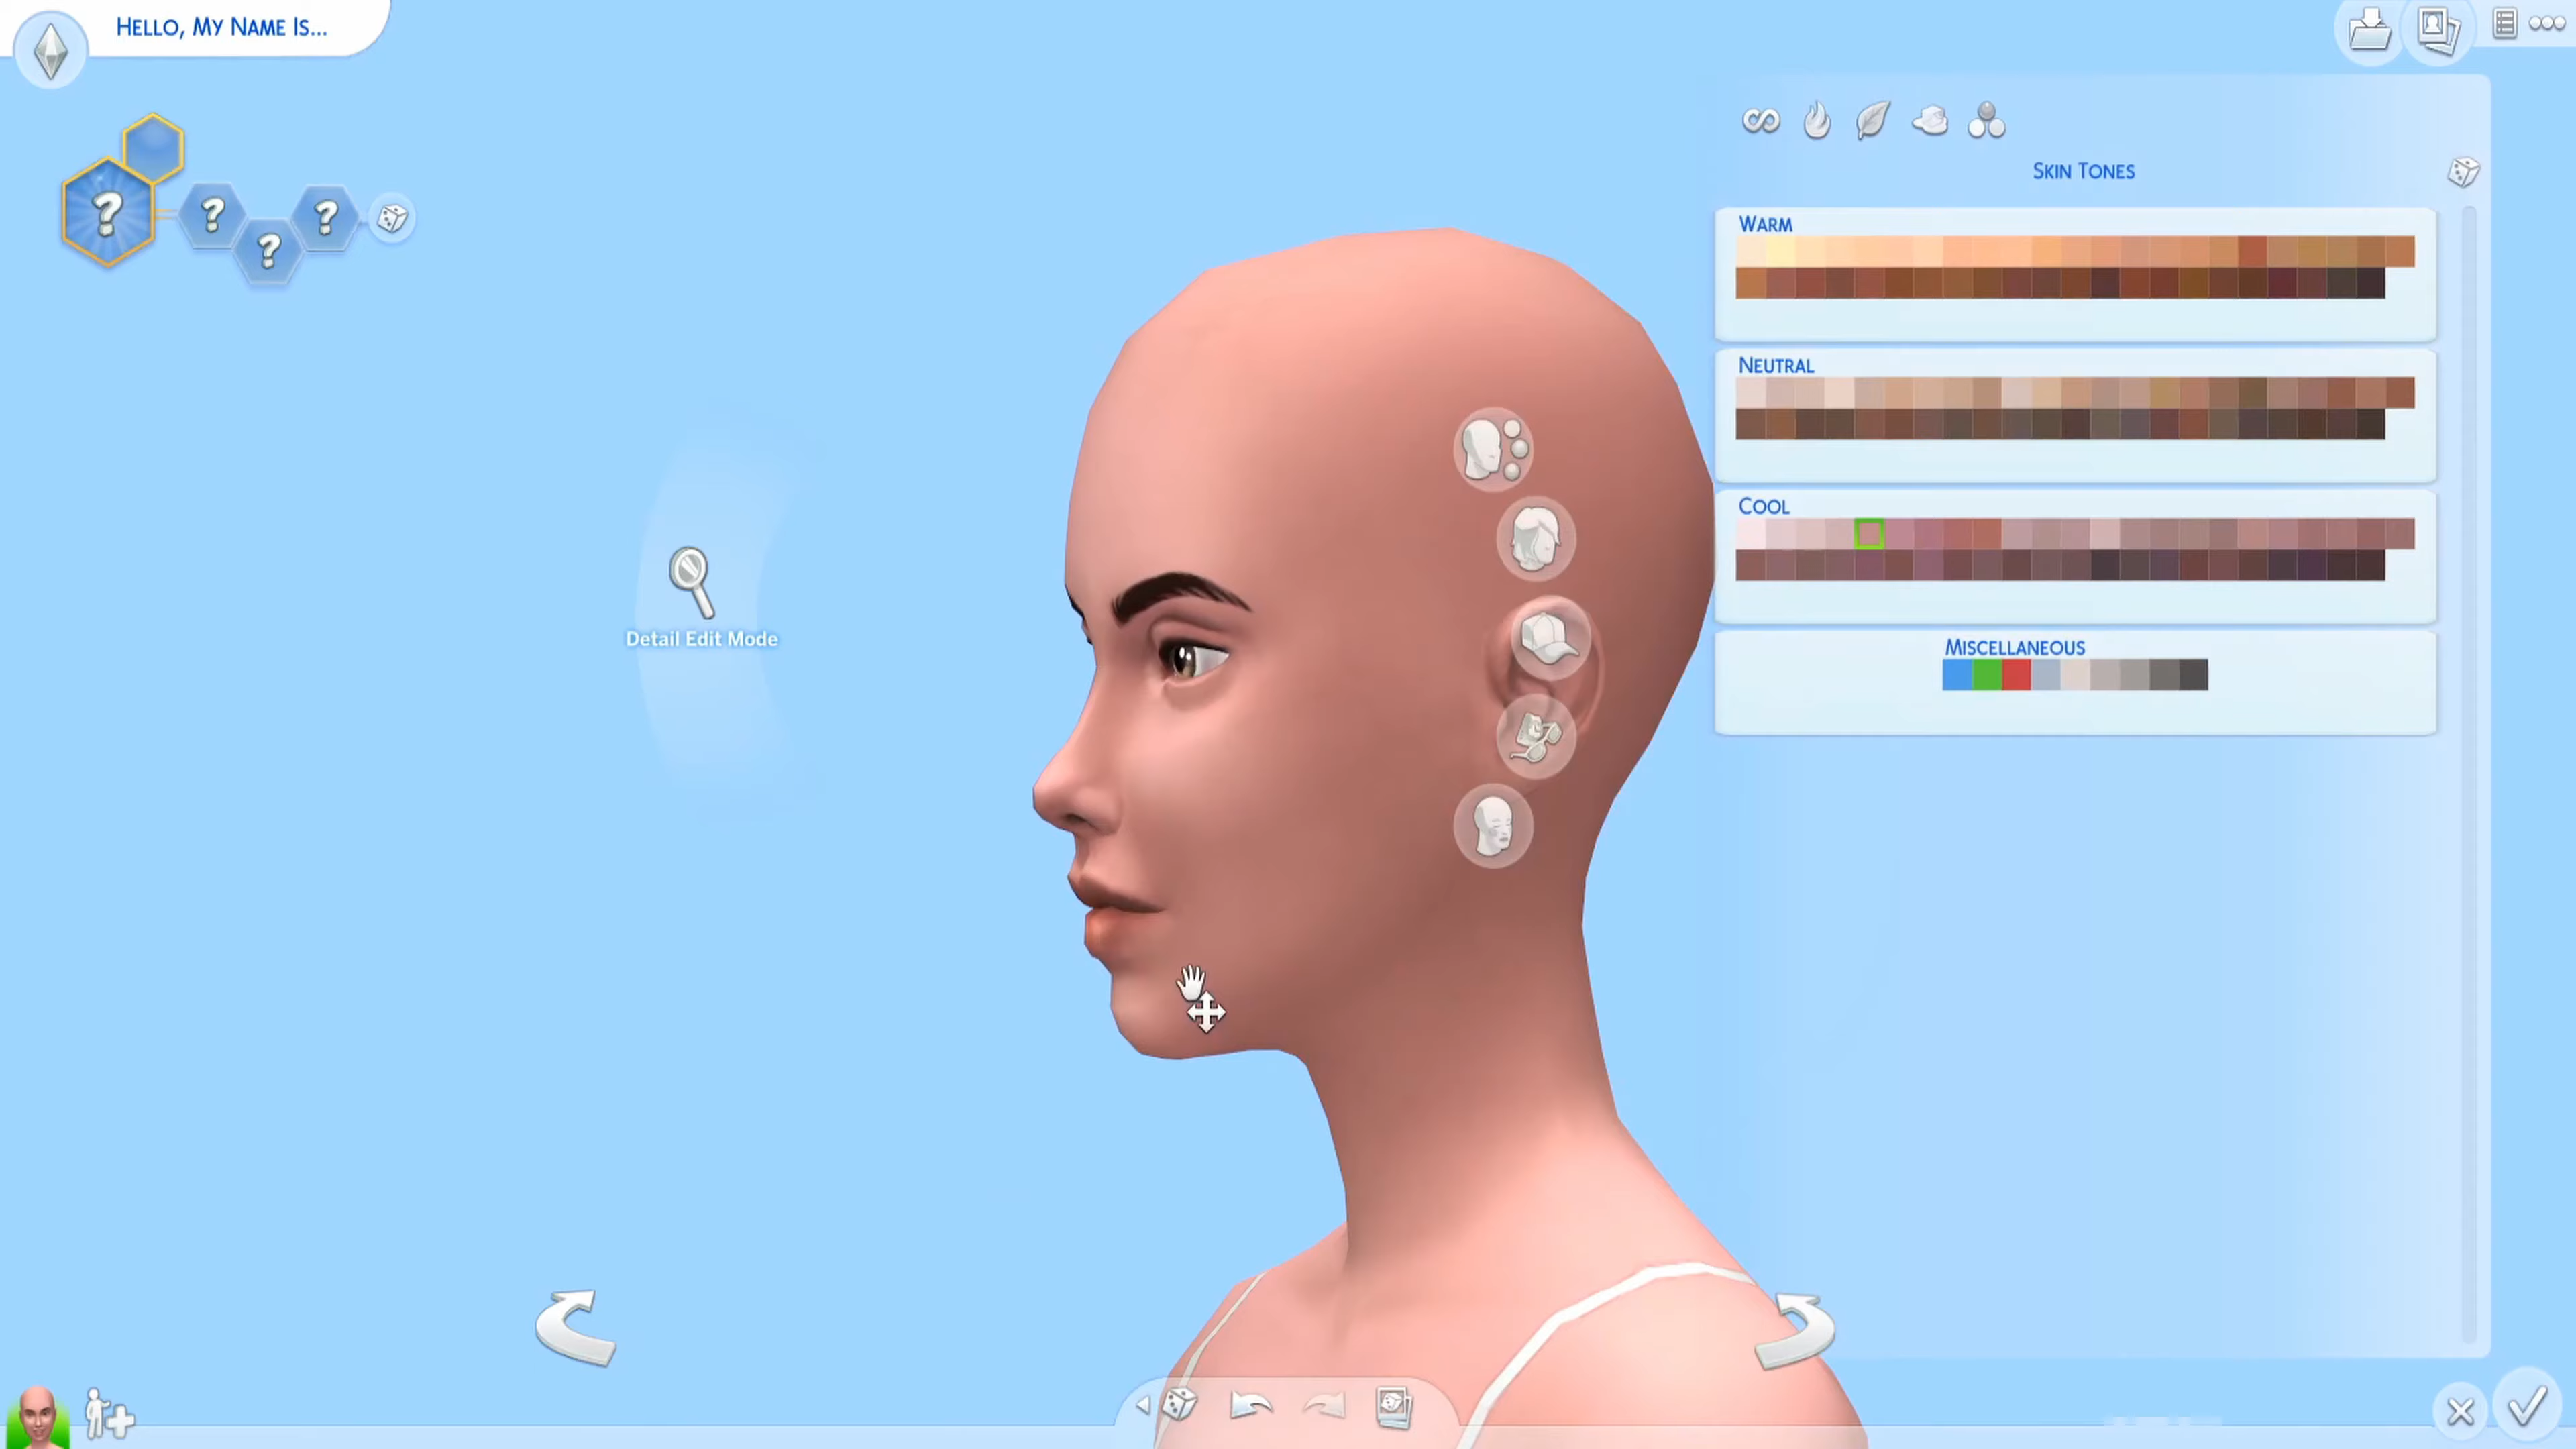 Hello, My Name Is...
Skin Tones
Warm
Neutral
Cool
Miscellaneous
Detail Edit Mode